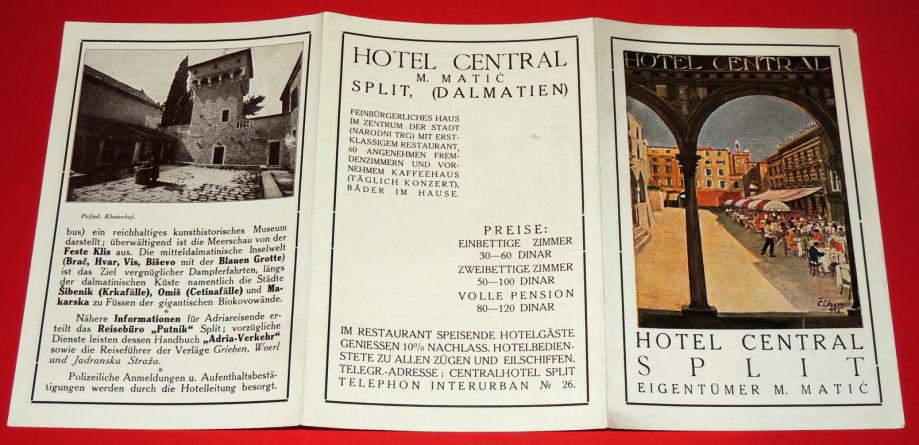 Poljud, Klosterhof.
bus) ein reichhaltiges kunsthistorisches Museum
darstellt; überwältigend ist die Meerschau von der
Feste Klis aus. Die mitteldalmatinische Inselwelt
(Brač, Hvar, Vis, Biševo mit der Blauen Grotte)
ist das Ziel vergnüglicher Dampferfahrten, längs
der dalmatinischen Küste namentlich die Städte
Šibenik (Krkafälle), Omiš (Cetinafälle) und Ma-
karska zu Füssen der gigantischen Biokovowände.
*
Nähere Informationen für Adriareisende er-
teilt das Reisebüro „Putnik“ Split; vorzügliche
Dienste leisten dessen Handbuch „Adria-Verkehr“
sowie die Reiseführer der Verläge Grieben, Woerl
und Jadranska Straža.
*
Polizeiliche Anmeldungen u. Aufenthaltsbestä-
tigungen werden durch die Hotelleitung besorgt.
HOTEL CENTRAL
M. MATIĆ
SPLIT, (DALMATIEN)
FEINBÜRGERLICHES HAUS
IM ZENTRUM DER STADT
(NARODNI TRG) MIT ERST-
KLASSIGEM RESTAURANT,
60 ANGENEHMEN FREM-
DENZIMMERN UND VOR-
NEHMEM KAFFEEHAUS
(TÄGLICH KONZERT),
BÄDER IM HAUSE.
PREISE:
EINBETTIGE ZIMMER
30—60 DINAR
ZWEIBETTIGE ZIMMER
50—100 DINAR
VOLLE PENSION
80—120 DINAR
IM RESTAURANT SPEISENDE HOTELGÄSTE
GENIESSEN 10% NACHLASS. HOTELBEDIEN-
STETE ZU ALLEN ZÜGEN UND EILSCHIFFEN.
TELEGR.-ADRESSE: CENTRALHOTEL SPLIT
TELEPHON INTERURBAN № 26.
HOTEL CENTRAL
HOTEL CENTRAL
HOTEL CENTRAL
SPLIT
EIGENTÜMER M. MATIĆ